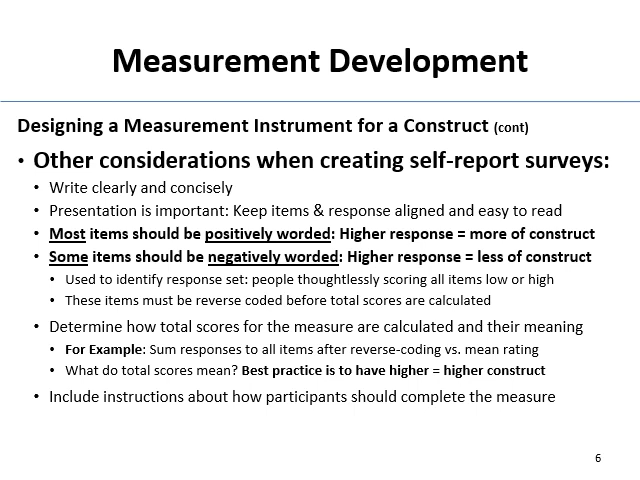 Measurement Development
Designing a Measurement Instrument for a Construct (cont)
• Other considerations when creating self-report surveys:
• Write clearly and concisely
• Presentation is important: Keep items & response aligned and easy to read
• Most items should be positively worded: Higher response = more of construct
• Some items should be negatively worded: Higher response = less of construct
• Used to identify response set: people thoughtlessly scoring all items low or high
• These items must be reverse coded before total scores are calculated
• Determine how total scores for the measure are calculated and their meaning
• For Example: Sum responses to all items after reverse-coding vs. mean rating
• What do total scores mean? Best practice is to have higher = higher construct
• Include instructions about how participants should complete the measure
6